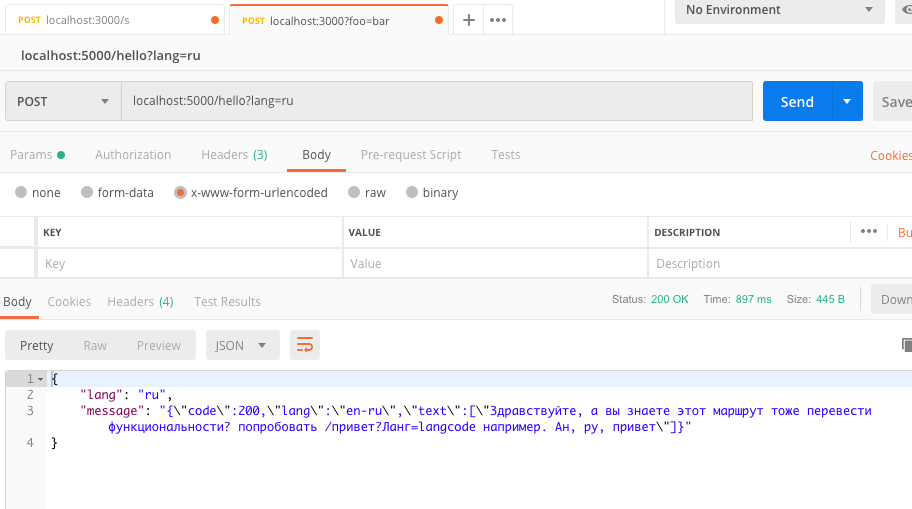 POST localhost:3000/s
POST localhost:3000?foo=bar
No Environment
localhost:5000/hello?lang=ru
POST localhost:5000/hello?lang=ru Send Save
Params Authorization Headers (3) Body Pre-request Script Tests Cookies
none form-data x-www-form-urlencoded raw binary
KEY VALUE DESCRIPTION ••• Bu
Key Value Description
Body Cookies Headers (4) Test Results Status: 200 OK Time: 897 ms Size: 445 B Down
Pretty Raw Preview JSON
1 {
2 "lang": "ru",
3 "message": "{\"code\":200,\"lang\":\"en-ru\",\"text\":[\"Здравствуйте, а вы знаете этот маршрут тоже перевести
функциональности? попробовать /привет?Ланг=langcode например. Ан, ру, привет\"]}"
4 }